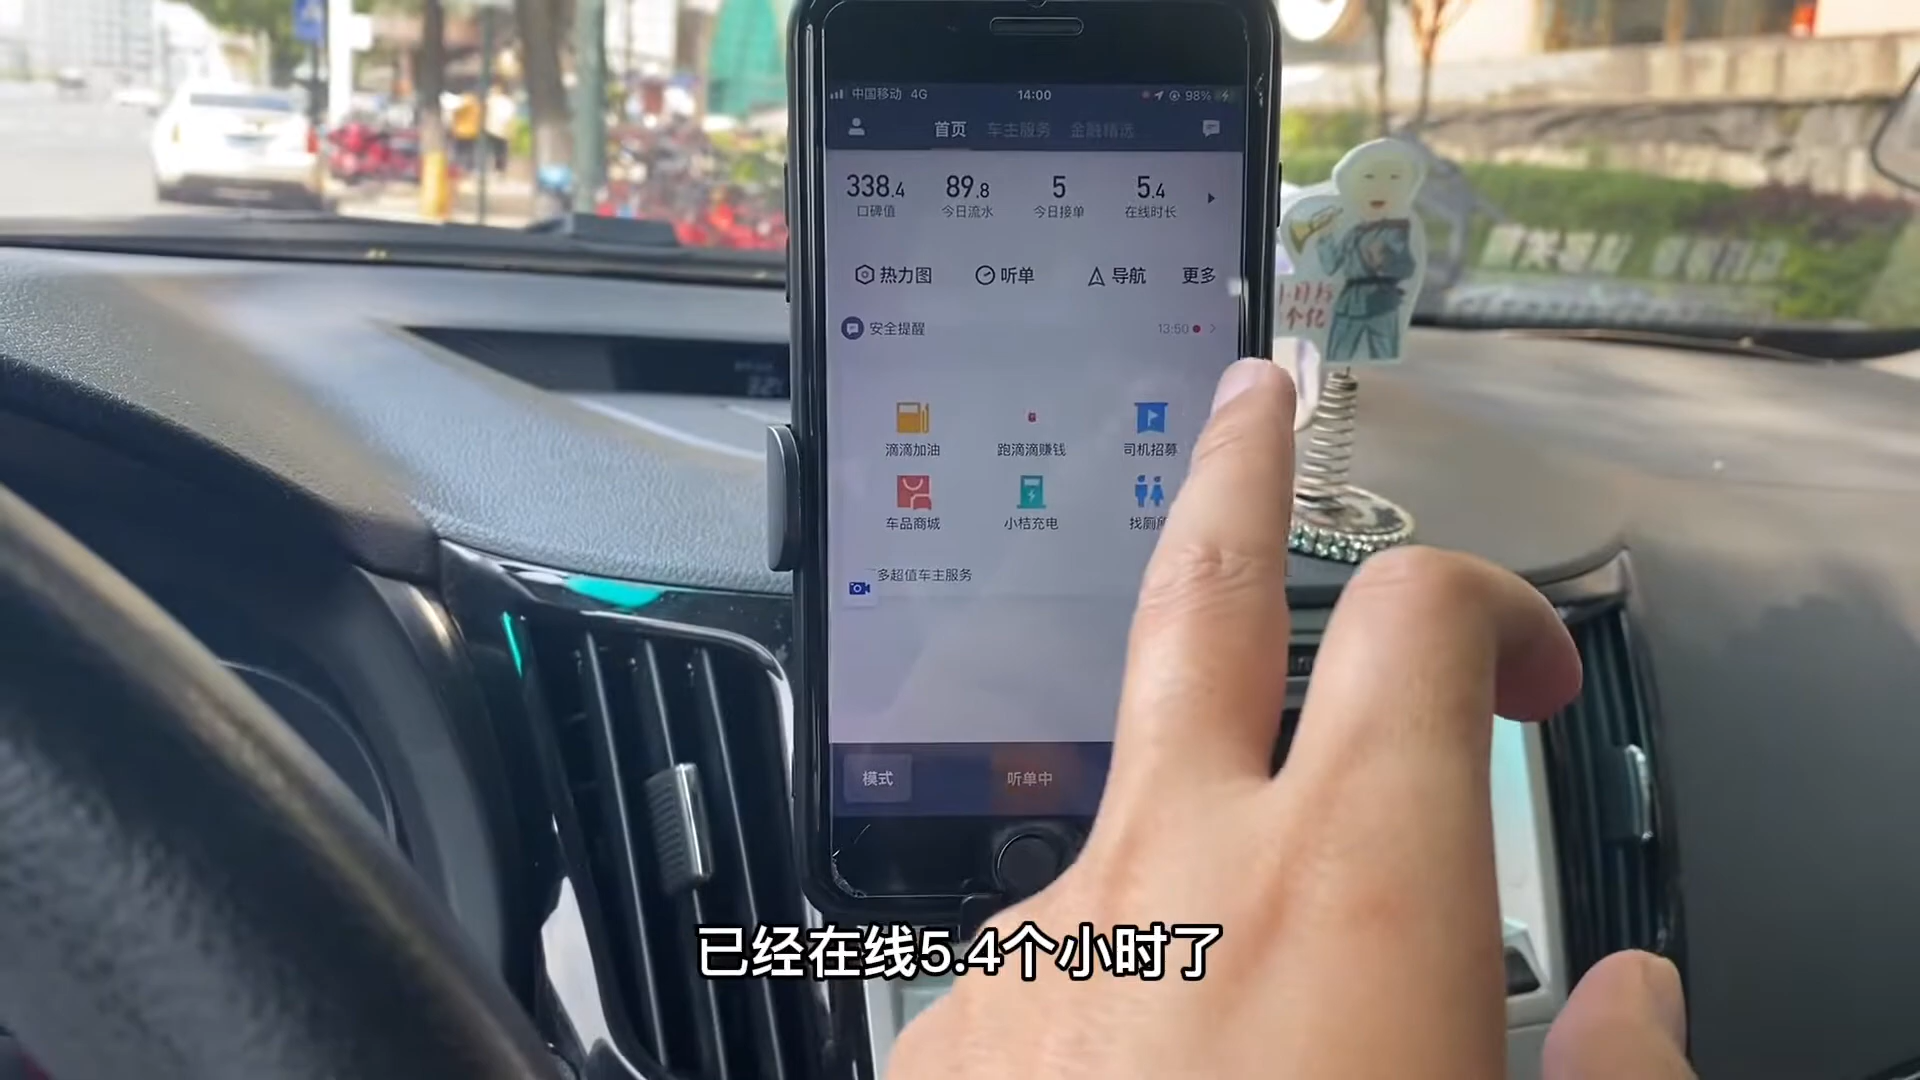 中国移动 4G 14:00 98%
首页 车主服务 金融精选
338.4 89.8 5 5.4
口碑值 今日流水 今日接单 在线时长
热力图 听单 导航 更多
安全提醒 13:50
滴滴加油 跑滴滴赚钱 司机招募
车品商城 小桔充电 找厕所
多超值车主服务
模式 听单中
已经在线5.4个小时了